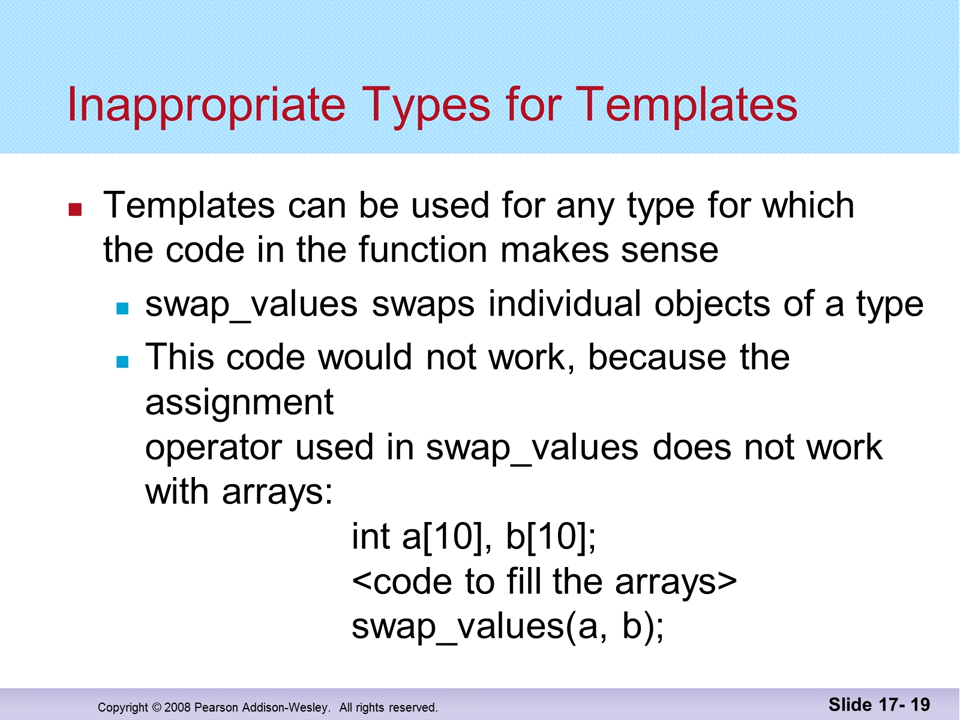 Inappropriate Types for Templates
Templates can be used for any type for which
the code in the function makes sense
swap_values swaps individual objects of a type
This code would not work, because the
assignment
operator used in swap_values does not work
with arrays:
int a[10], b[10];
<code to fill the arrays>
swap_values(a, b);
Copyright © 2008 Pearson Addison-Wesley. All rights reserved.
Slide 17- 19